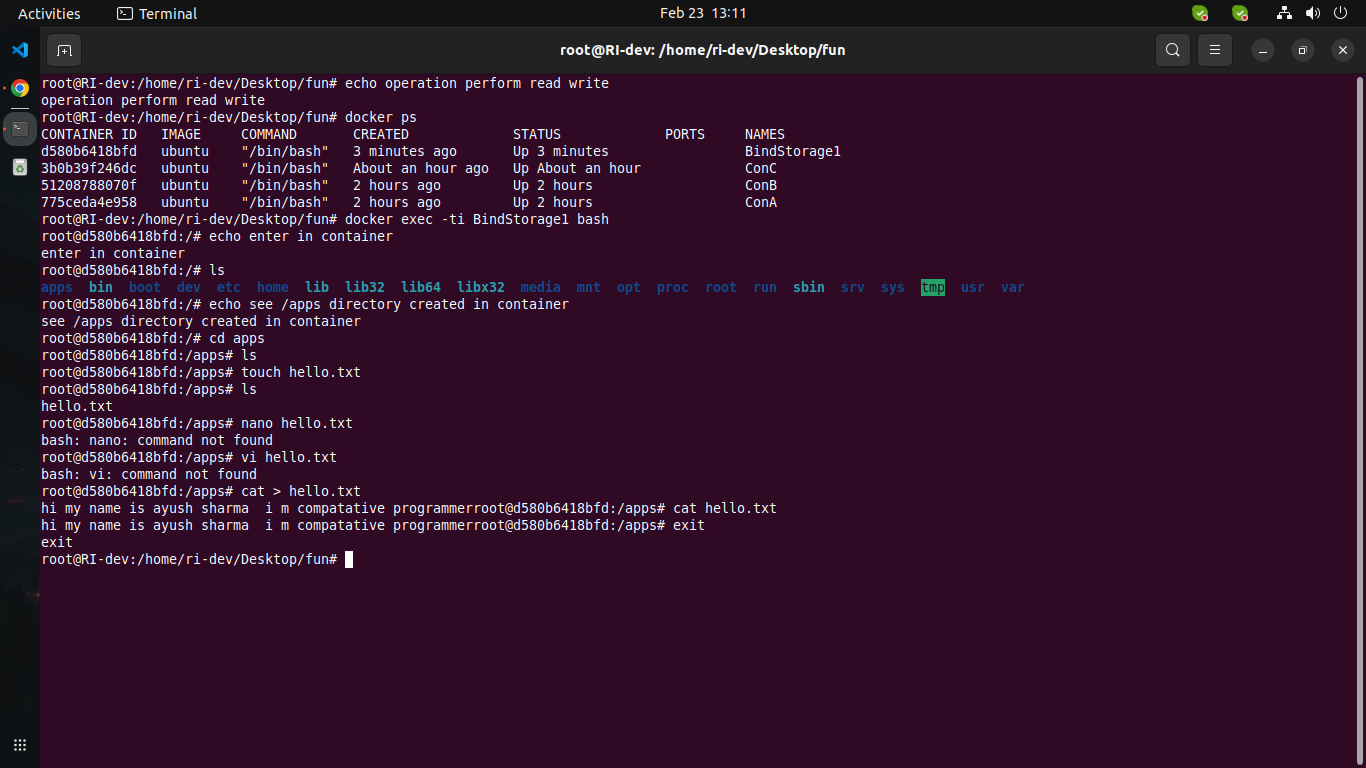 Activities Terminal Feb 23 13:11
root@RI-dev: /home/ri-dev/Desktop/fun
root@RI-dev:/home/ri-dev/Desktop/fun# echo operation perform read write
operation perform read write
root@RI-dev:/home/ri-dev/Desktop/fun# docker ps
CONTAINER ID   IMAGE     COMMAND       CREATED             STATUS             PORTS     NAMES
d580b6418bfd   ubuntu    "/bin/bash"   3 minutes ago       Up 3 minutes                 BindStorage1
3b0b39f246dc   ubuntu    "/bin/bash"   About an hour ago   Up About an hour             ConC
51208788070f   ubuntu    "/bin/bash"   2 hours ago         Up 2 hours                   ConB
775ceda4e958   ubuntu    "/bin/bash"   2 hours ago         Up 2 hours                   ConA
root@RI-dev:/home/ri-dev/Desktop/fun# docker exec -ti BindStorage1 bash
root@d580b6418bfd:/# echo enter in container
enter in container
root@d580b6418bfd:/# ls
apps  bin  boot  dev  etc  home  lib  lib32  lib64  libx32  media  mnt  opt  proc  root  run  sbin  srv  sys  tmp  usr  var
root@d580b6418bfd:/# echo see /apps directory created in container
see /apps directory created in container
root@d580b6418bfd:/# cd apps
root@d580b6418bfd:/apps# ls
root@d580b6418bfd:/apps# touch hello.txt
root@d580b6418bfd:/apps# ls
hello.txt
root@d580b6418bfd:/apps# nano hello.txt
bash: nano: command not found
root@d580b6418bfd:/apps# vi hello.txt
bash: vi: command not found
root@d580b6418bfd:/apps# cat > hello.txt
hi my name is ayush sharma  i m compatative programmerroot@d580b6418bfd:/apps# cat hello.txt
hi my name is ayush sharma  i m compatative programmerroot@d580b6418bfd:/apps# exit
exit
root@RI-dev:/home/ri-dev/Desktop/fun#